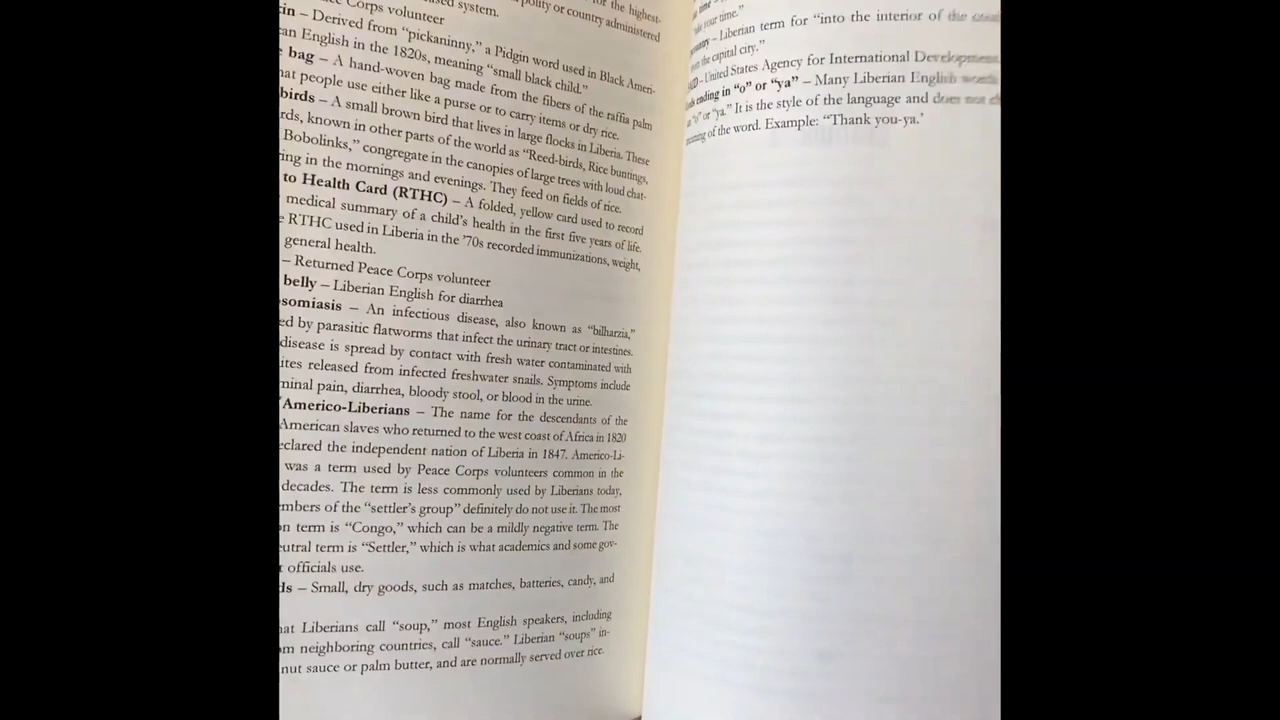 for the highest-
polity or country administered
system.
Corps volunteer
– Derived from “pickaninny,” a Pidgin word used in Black Ameri-
English in the 1820s, meaning “small black child.”
bag – A hand-woven bag made from the fibers of the raffia palm
people use either like a purse or to carry items or dry rice.
birds – A small brown bird that lives in large flocks in Liberia. These
known in other parts of the world as “Reed-birds, Rice buntings,
Bobolinks,” congregate in the canopies of large trees with loud chat-
ing in the mornings and evenings. They feed on fields of rice.
to Health Card (RTHC) – A folded, yellow card used to record
medical summary of a child’s health in the first five years of life.
RTHC used in Liberia in the ’70s recorded immunizations, weight,
general health.
– Returned Peace Corps volunteer
belly – Liberian English for diarrhea
somiasis – An infectious disease, also known as “bilharzia,”
ed by parasitic flatworms that infect the urinary tract or intestines.
disease is spread by contact with fresh water contaminated with
ites released from infected freshwater snails. Symptoms include
minal pain, diarrhea, bloody stool, or blood in the urine.
Americo-Liberians – The name for the descendants of the
American slaves who returned to the west coast of Africa in 1820
eclared the independent nation of Liberia in 1847. Americo-Li-
was a term used by Peace Corps volunteers common in the
decades. The term is less commonly used by Liberians today,
mbers of the “settler’s group” definitely do not use it. The most
term is “Congo,” which can be a mildly negative term. The
eutral term is “Settler,” which is what academics and some gov-
officials use.
ds – Small, dry goods, such as matches, batteries, candy, and
at Liberians call “soup,” most English speakers, including
m neighboring countries, call “sauce.” Liberian “soups” in-
nut sauce or palm butter, and are normally served over rice.
time –
your time.”
– Liberian term for “into the interior of the
the capital city.”
– United States Agency for International Development
ending in “o” or “ya” – Many Liberian English words
“o” or “ya.” It is the style of the language and does not
of the word. Example: “Thank you-ya.’